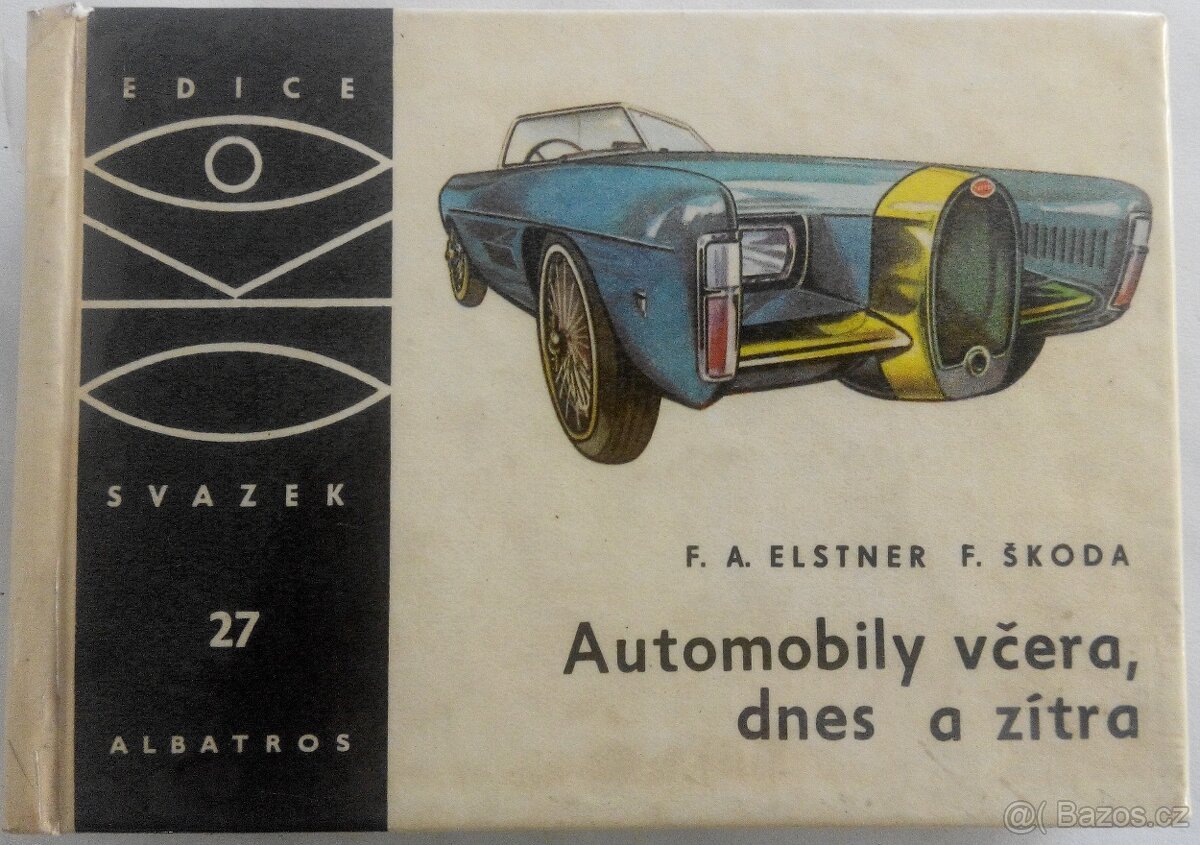 EDICE
SVAZEK
27
ALBATROS
F. A. ELSTNER F. ŠKODA
Automobily včera,
dnes a zítra
@( Bazos.cz